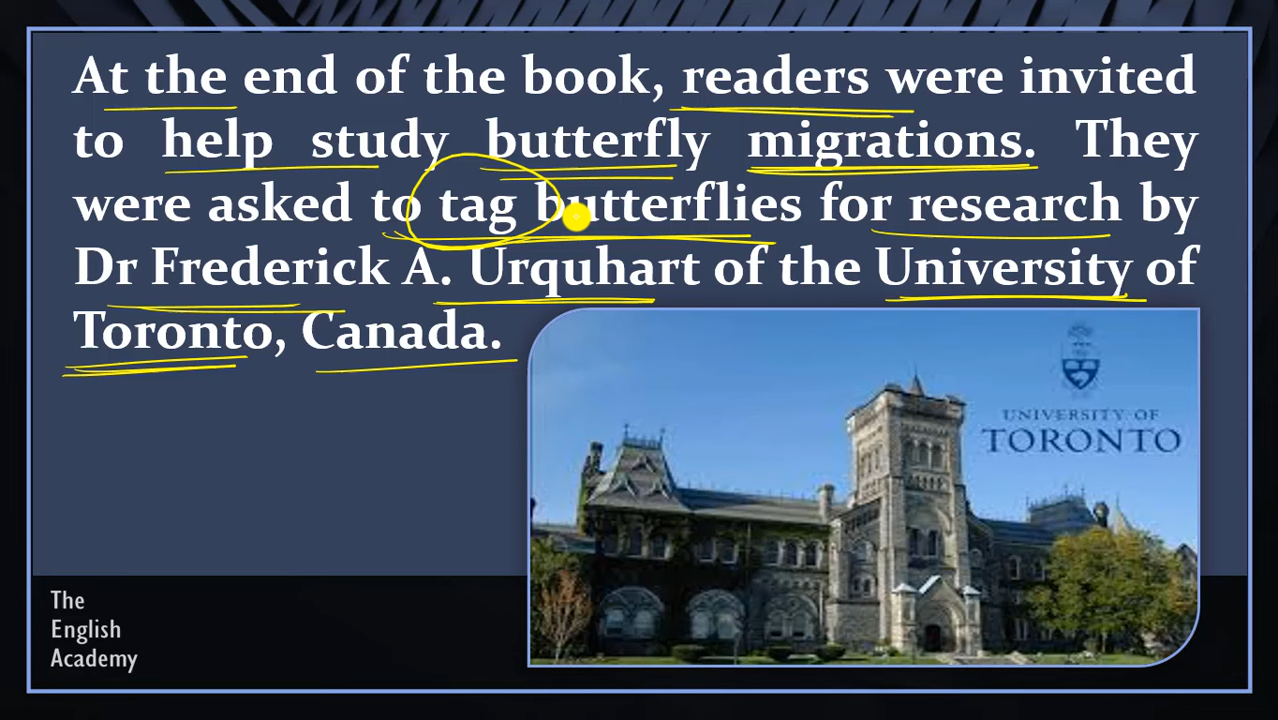 At the end of the book, readers were invited
to help study butterfly migrations. They
were asked to tag butterflies for research by
Dr Frederick A. Urquhart of the University of
Toronto, Canada.
UNIVERSITY OF
TORONTO
The
English
Academy